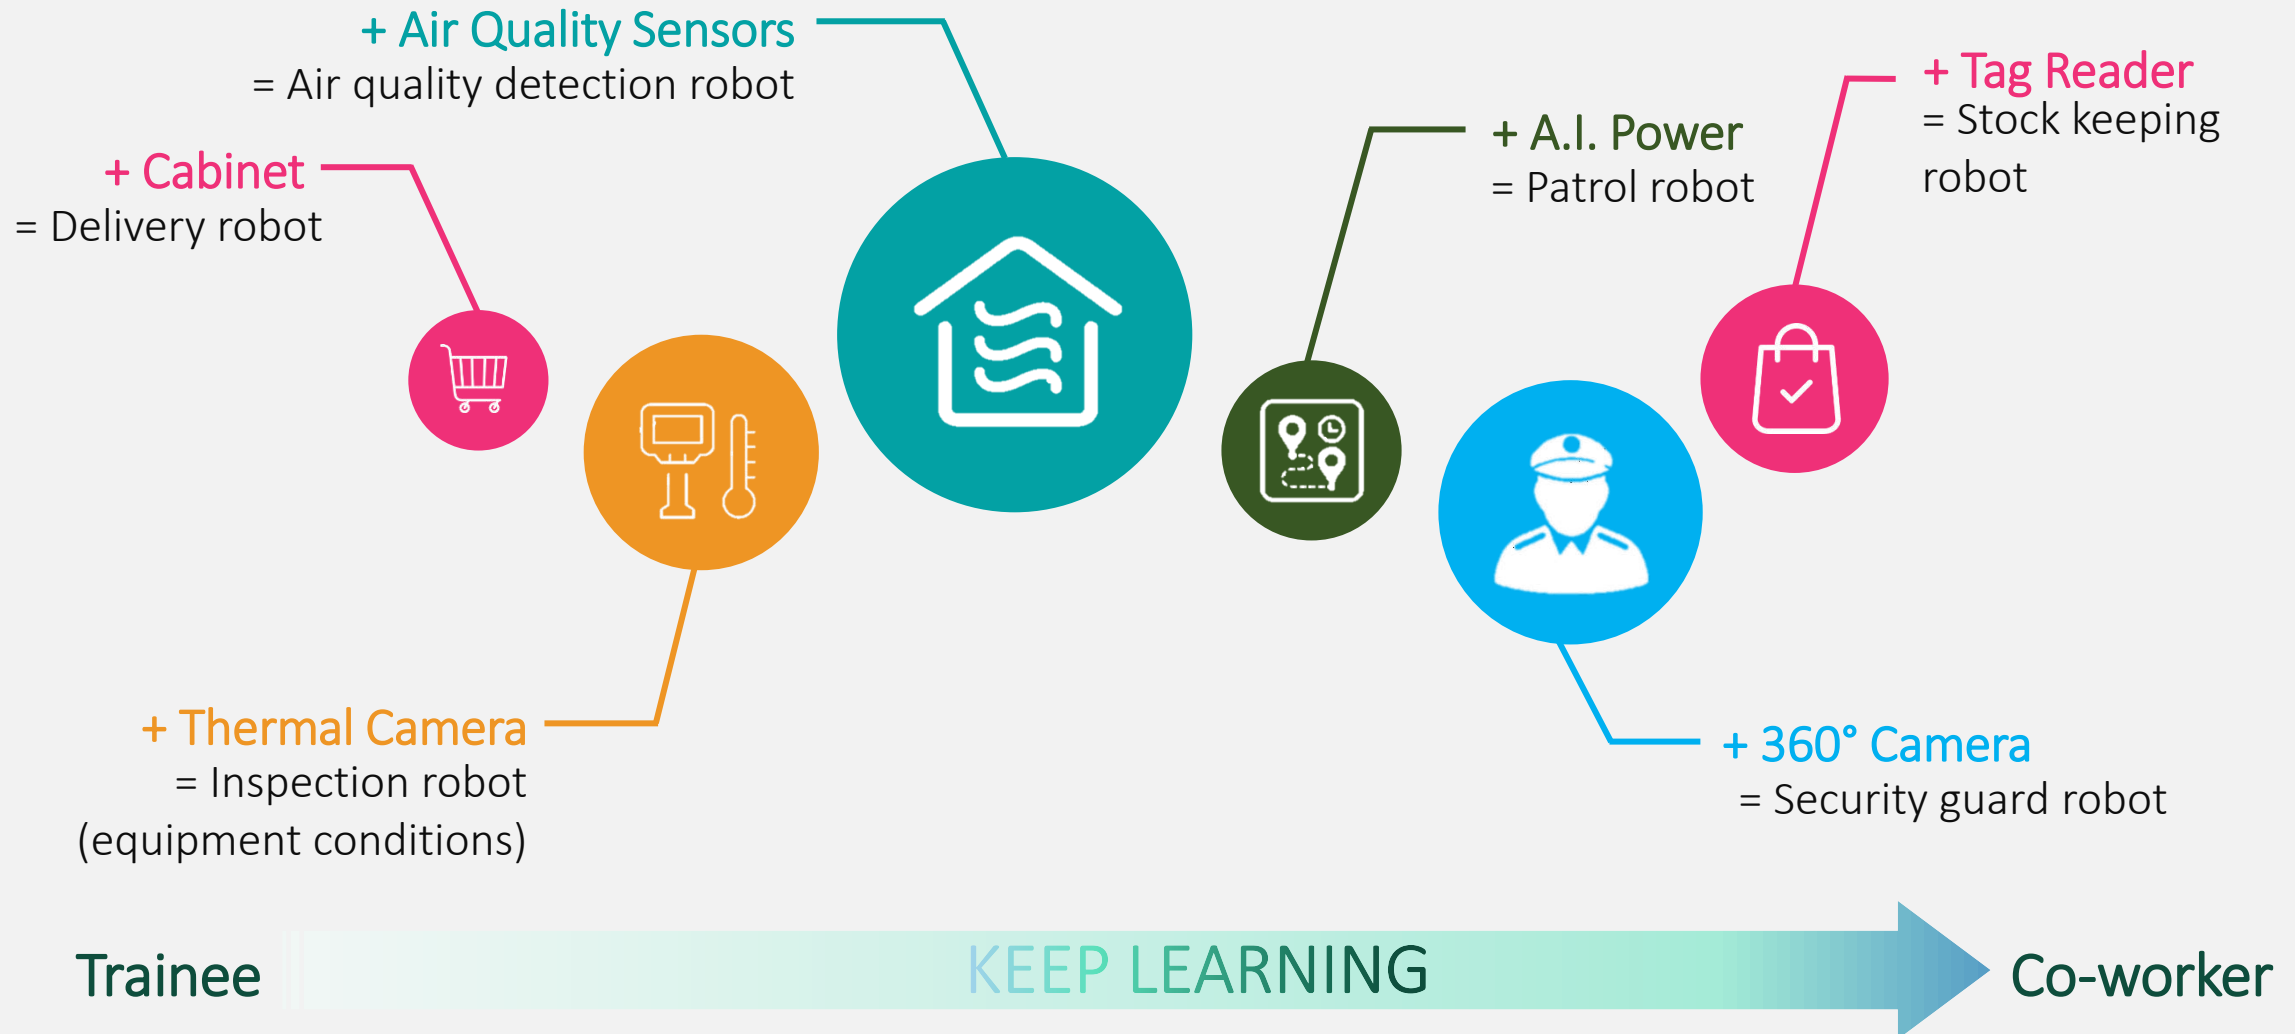 + Air Quality Sensors
= Air quality detection robot
+ Cabinet
= Delivery robot
+ A.I. Power
= Patrol robot
+ Tag Reader
= Stock keeping
robot
+ Thermal Camera
= Inspection robot
(equipment conditions)
+ 360° Camera
= Security guard robot
Trainee
KEEP LEARNING
Co-worker